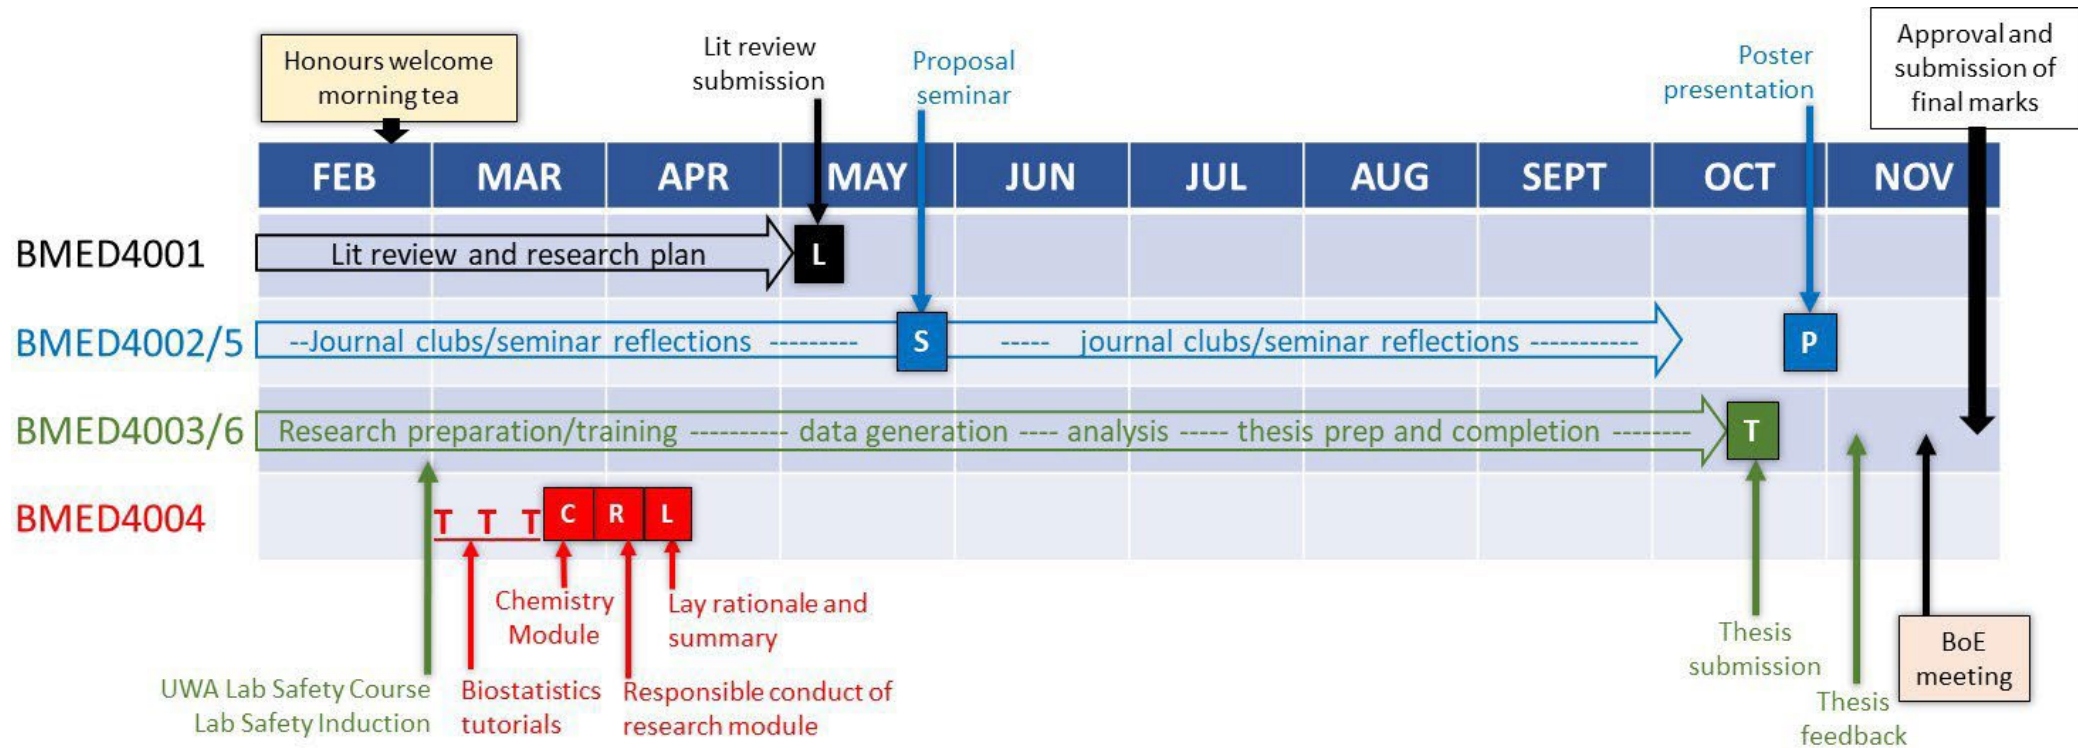 Honours welcome
morning tea
Lit review
submission
Proposal
seminar
Poster
presentation
Approval and
submission of
final marks
FEB MAR APR MAY JUN JUL AUG SEPT OCT NOV
BMED4001 Lit review and research plan L
BMED4002/5 --Journal clubs/seminar reflections --------- S ----- journal clubs/seminar reflections ----------- P
BMED4003/6 Research preparation/training ---------- data generation ---- analysis ----- thesis prep and completion -------- T
BMED4004 T T T C R L
Chemistry
Module
Lay rationale and
summary
UWA Lab Safety Course
Lab Safety Induction
Biostatistics
tutorials
Responsible conduct of
research module
Thesis
submission
Thesis
feedback
BoE
meeting